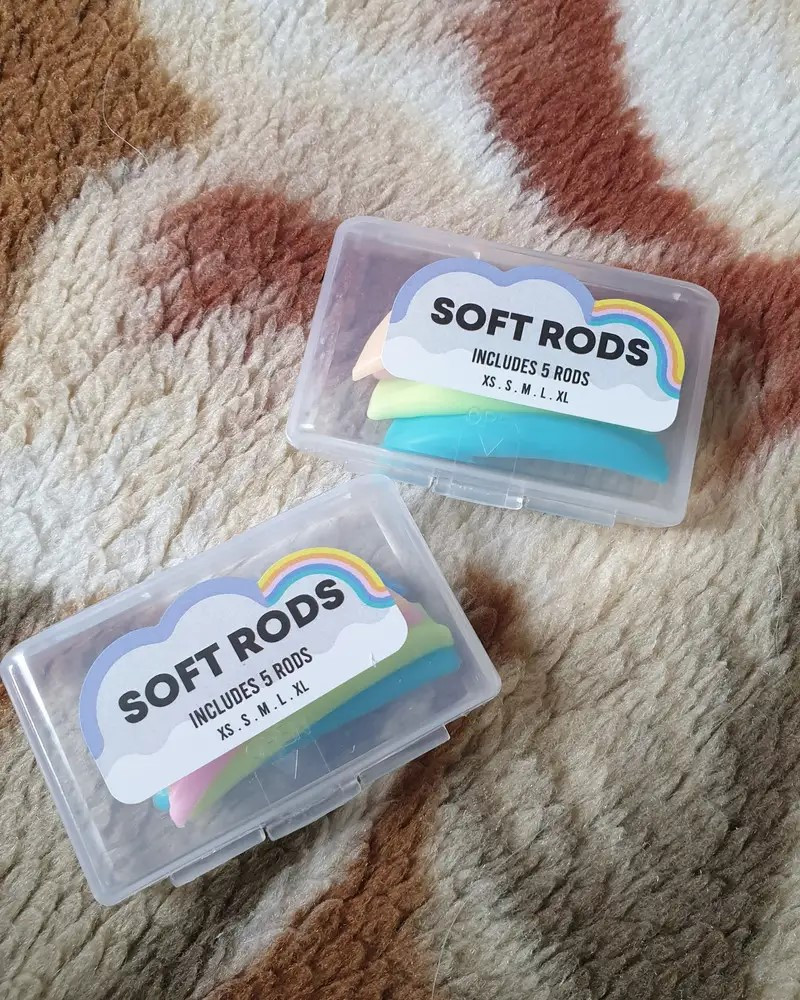 SOFT RODS
INCLUDES 5 RODS
XS . S . M . L . XL
SOFT RODS
INCLUDES 5 RODS
XS . S . M . L . XL